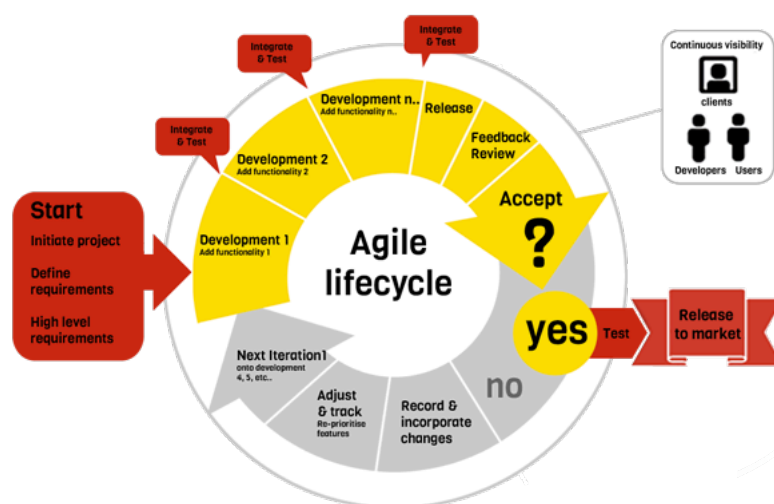 Start
Initiate project
Define
requirements
High level
requirements
Integrate
& Test
Integrate
& Test
Integrate
& Test
Development 1
Add functionality 1
Development 2
Add functionality 2
Development n..
Add functionality n..
Release
Feedback
Review
Accept
?
Agile
lifecycle
yes
Test
Release
to market
no
Record &
incorporate
changes
Adjust
& track
Re-prioritise
features
Next Iteration1
onto development
4, 5, etc..
Continuous visibility
clients
Developers Users